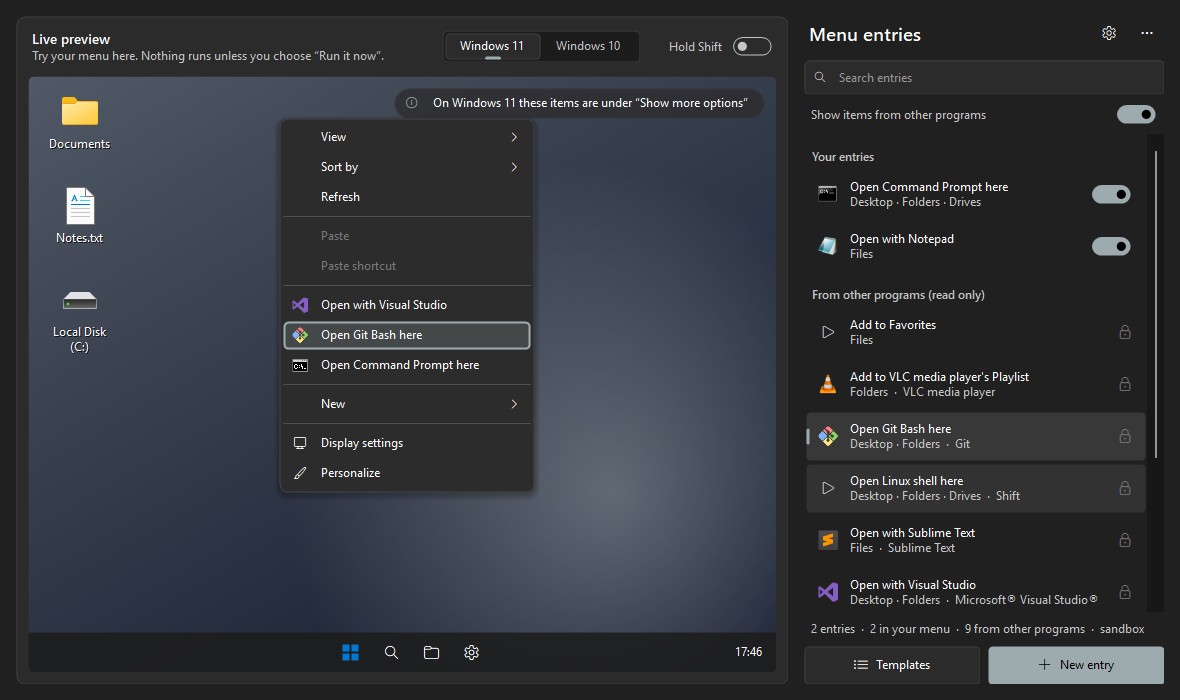 Live preview
Try your menu here. Nothing runs unless you choose “Run it now”.
Windows 11
Windows 10
Hold Shift
Documents
Notes.txt
Local Disk
(C:)
On Windows 11 these items are under “Show more options”
View
Sort by
Refresh
Paste
Paste shortcut
Open with Visual Studio
Open Git Bash here
Open Command Prompt here
New
Display settings
Personalize
17:46
Menu entries
Search entries
Show items from other programs
Your entries
Open Command Prompt here
Desktop · Folders · Drives
Open with Notepad
Files
From other programs (read only)
Add to Favorites
Files
Add to VLC media player's Playlist
Folders · VLC media player
Open Git Bash here
Desktop · Folders · Git
Open Linux shell here
Desktop · Folders · Drives · Shift
Open with Sublime Text
Files · Sublime Text
Open with Visual Studio
Desktop · Folders · Microsoft® Visual Studio®
2 entries · 2 in your menu · 9 from other programs · sandbox
Templates
New entry